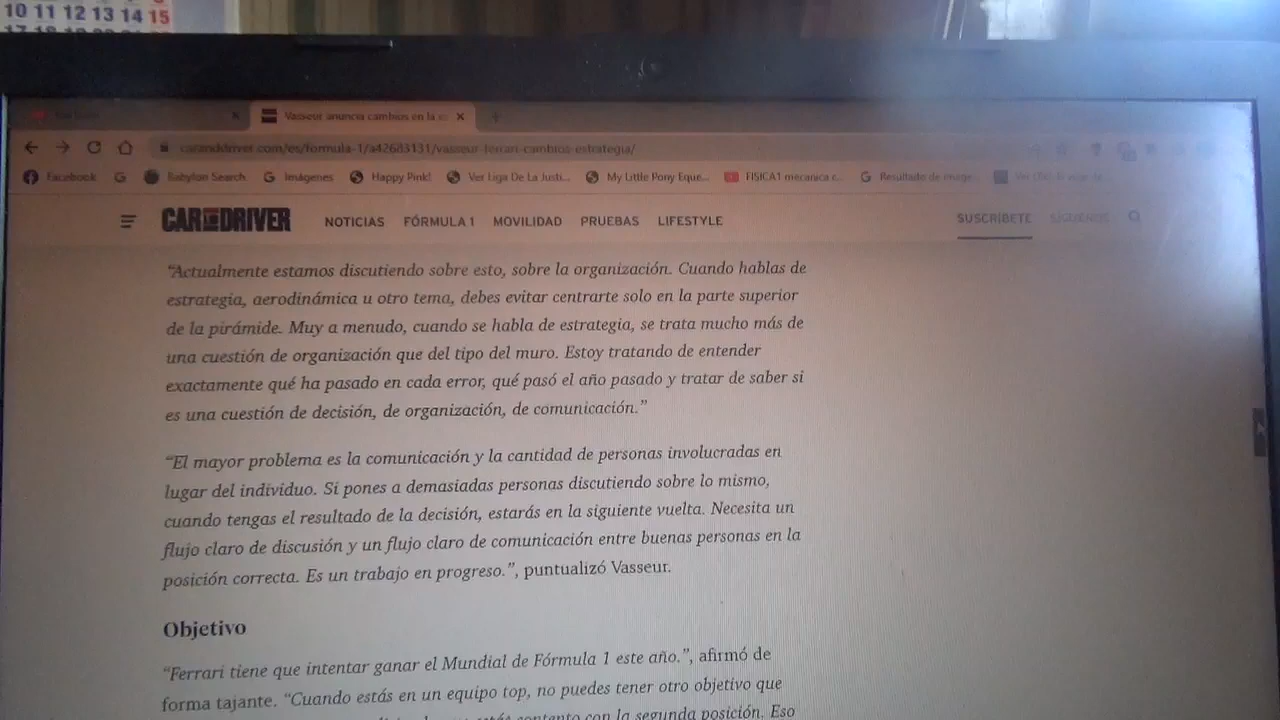 10 11 12 13 14 15
Vasseur anuncia cambios en la es
caranddriver.com/es/formula-1/a42683131/vasseur-ferrari-cambios-estrategia/
Facebook Babylon Search Imágenes Happy Pink! Ver Liga De La Justi... My Little Pony Eque... FISICA1 mecanica c... Resultado de image...
CAR AND DRIVER NOTICIAS FÓRMULA 1 MOVILIDAD PRUEBAS LIFESTYLE SUSCRÍBETE SÍGUENOS
“Actualmente estamos discutiendo sobre esto, sobre la organización. Cuando hablas de
estrategia, aerodinámica u otro tema, debes evitar centrarte solo en la parte superior
de la pirámide. Muy a menudo, cuando se habla de estrategia, se trata mucho más de
una cuestión de organización que del tipo del muro. Estoy tratando de entender
exactamente qué ha pasado en cada error, qué pasó el año pasado y tratar de saber si
es una cuestión de decisión, de organización, de comunicación.”
“El mayor problema es la comunicación y la cantidad de personas involucradas en
lugar del individuo. Si pones a demasiadas personas discutiendo sobre lo mismo,
cuando tengas el resultado de la decisión, estarás en la siguiente vuelta. Necesita un
flujo claro de discusión y un flujo claro de comunicación entre buenas personas en la
posición correcta. Es un trabajo en progreso.”, puntualizó Vasseur.
Objetivo
“Ferrari tiene que intentar ganar el Mundial de Fórmula 1 este año.”, afirmó de
forma tajante. “Cuando estás en un equipo top, no puedes tener otro objetivo que
contento con la segunda posición. Eso